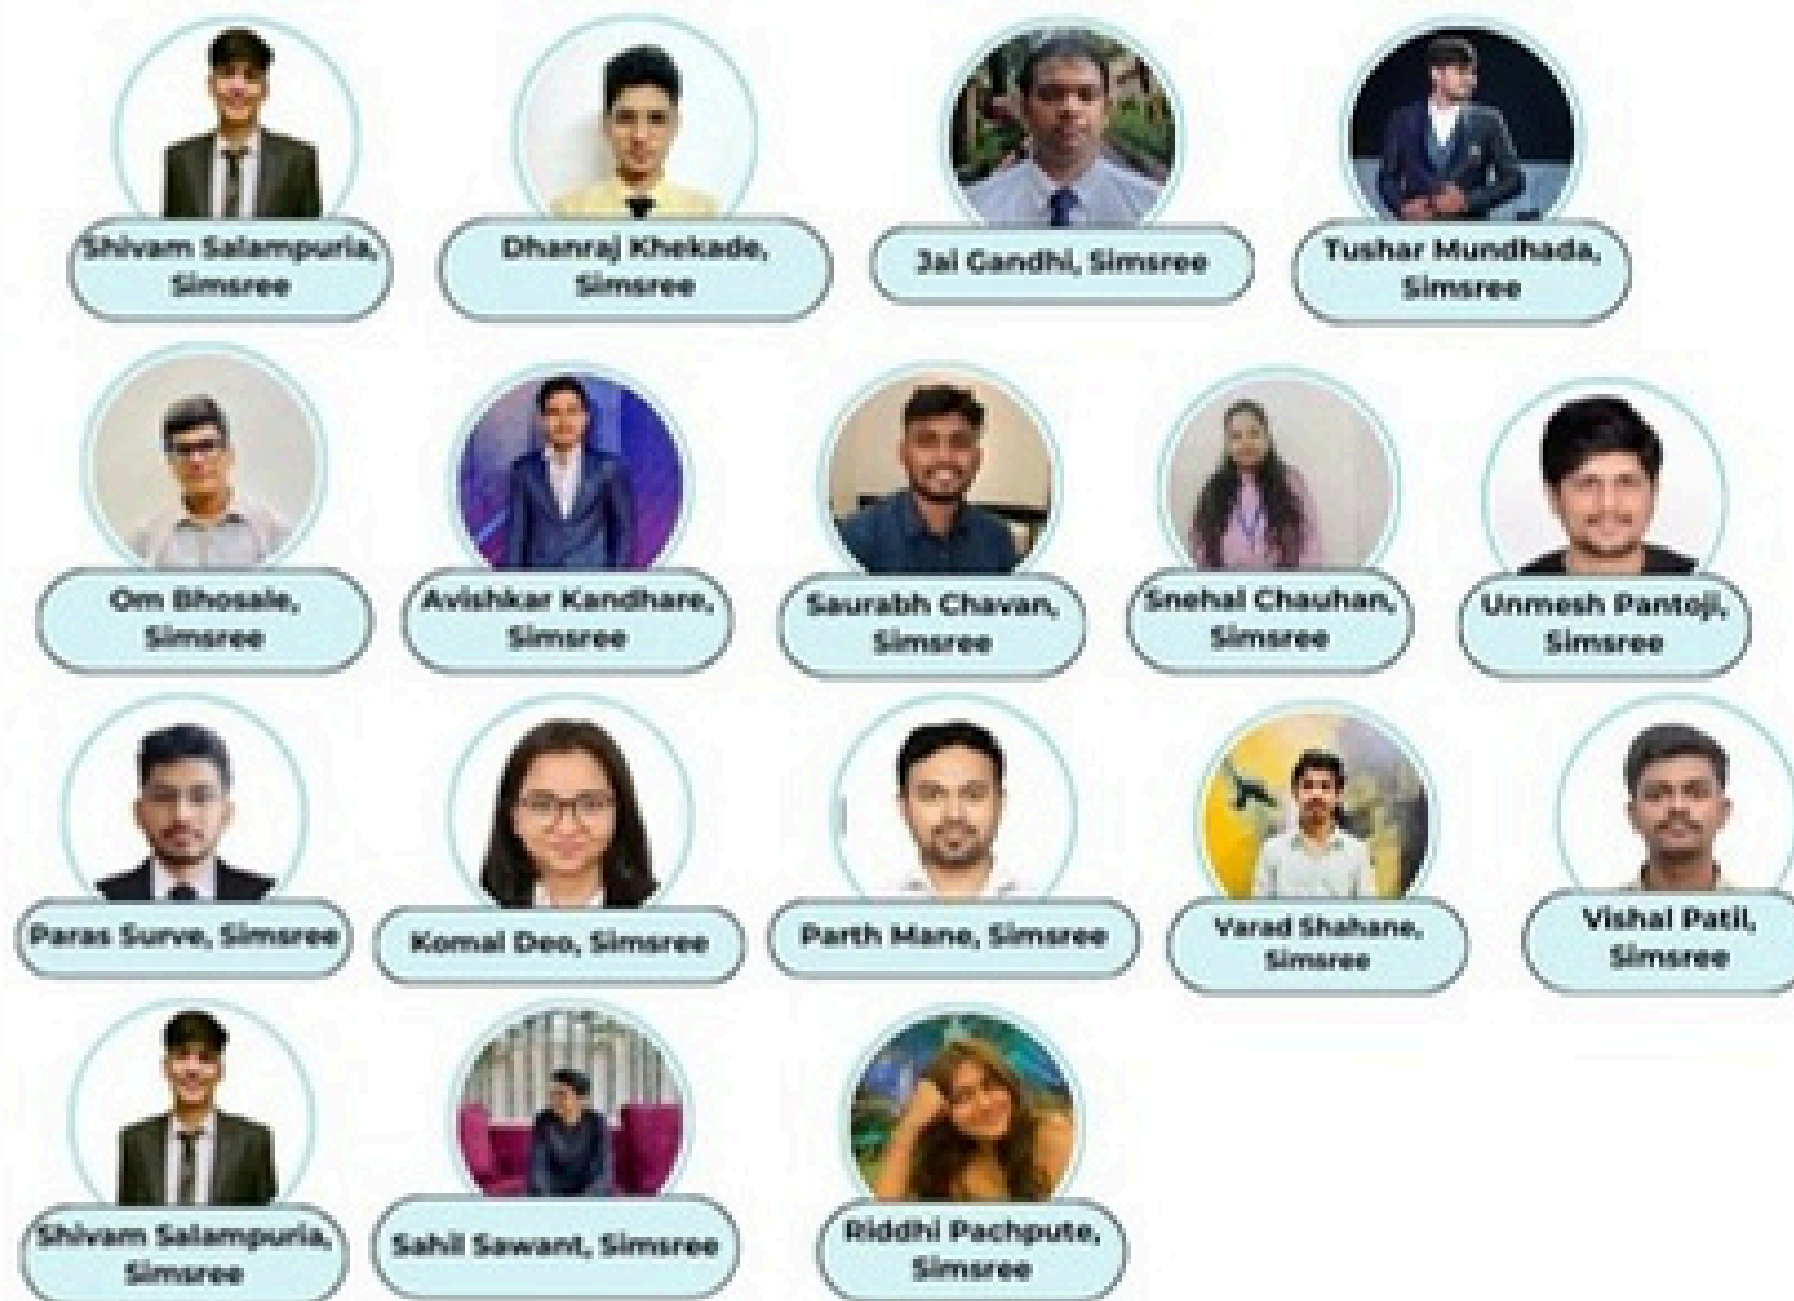 Shivam Salampuria,
Simsree
Dhanraj Khekade,
Simsree
Jai Gandhi, Simsree
Tushar Mundhada,
Simsree
Om Bhosale,
Simsree
Avishkar Kandhare,
Simsree
Saurabh Chavan,
Simsree
Snehal Chauhan,
Simsree
Unmesh Pantoji,
Simsree
Paras Surve, Simsree
Komal Deo, Simsree
Parth Mane, Simsree
Varad Shahane,
Simsree
Vishal Patil,
Simsree
Shivam Salampuria,
Simsree
Sahil Sawant, Simsree
Riddhi Pachpute,
Simsree